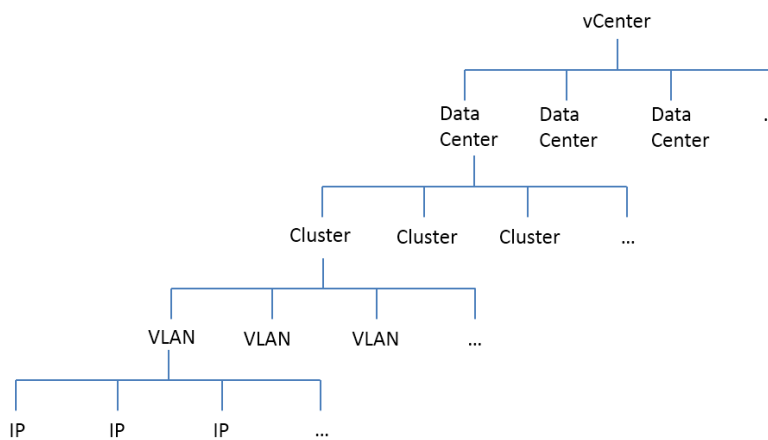 vCenter
Data Center
Data Center
Data Center
..
Cluster
Cluster
Cluster
...
VLAN
VLAN
VLAN
...
IP
IP
IP
...